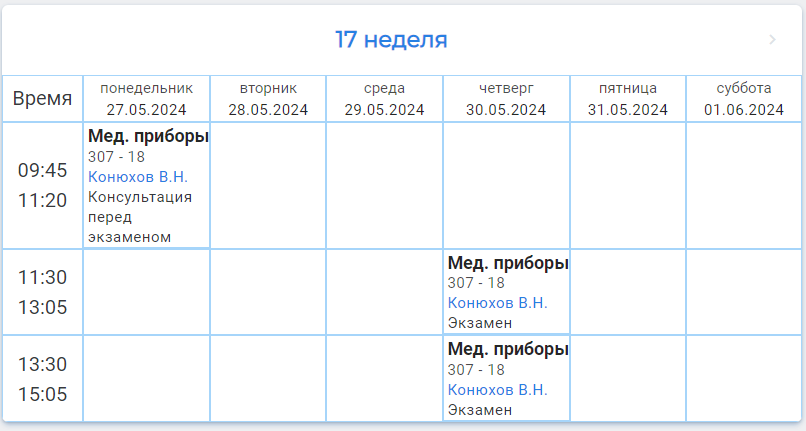 17 неделя
Время
понедельник
27.05.2024
вторник
28.05.2024
среда
29.05.2024
четверг
30.05.2024
пятница
31.05.2024
суббота
01.06.2024
09:45
11:20
Мед. приборы
307 - 18
Конюхов В.Н.
Консультация
перед
экзаменом
11:30
13:05
Мед. приборы
307 - 18
Конюхов В.Н.
Экзамен
13:30
15:05
Мед. приборы
307 - 18
Конюхов В.Н.
Экзамен